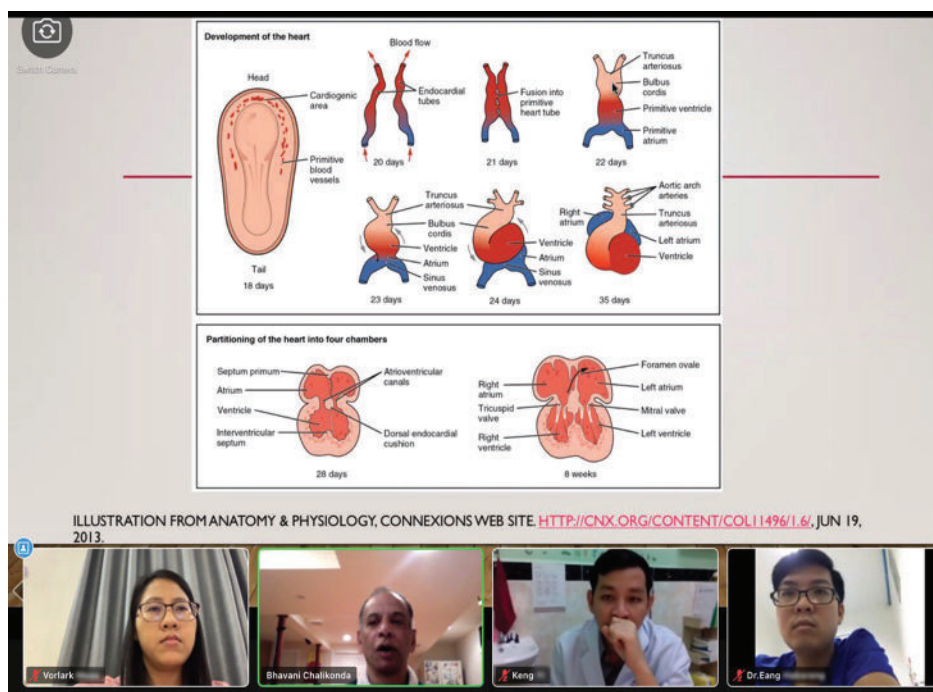 Switch Camera
Development of the heart
Head
Cardiogenic
area
Primitive
blood
vessels
Tail
18 days
Blood flow
Endocardial
tubes
20 days
Fusion into
primitive
heart tube
21 days
Truncus
arteriosus
Bulbus
cordis
Primitive ventricle
Primitive
atrium
22 days
Truncus
arteriosus
Bulbus
cordis
Ventricle
Atrium
Sinus
venosus
23 days
Ventricle
Atrium
Sinus
venosus
24 days
Right
atrium
Aortic arch
arteries
Truncus
arteriosus
Left atrium
Ventricle
35 days
Partitioning of the heart into four chambers
Septum primum
Atrium
Ventricle
Interventricular
septum
Atrioventricular
canals
Dorsal endocardial
cushion
28 days
Right
atrium
Tricuspid
valve
Right
ventricle
Foramen ovale
Left atrium
Mitral valve
Left ventricle
8 weeks
ILLUSTRATION FROM ANATOMY & PHYSIOLOGY, CONNEXIONS WEB SITE. HTTP://CNX.ORG/CONTENT/COL11496/1.6/, JUN 19,
2013.
Vorlark
Bhavani Chalikonda
Keng
Dr.Eang